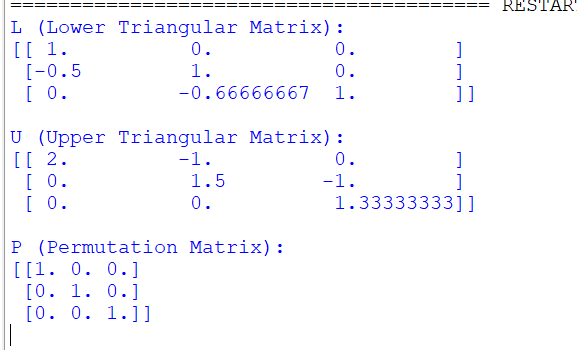 ======================================== RESTART
L (Lower Triangular Matrix):
[[ 1.          0.          0.        ]
 [-0.5         1.          0.        ]
 [ 0.         -0.66666667  1.        ]]
U (Upper Triangular Matrix):
[[ 2.         -1.          0.        ]
 [ 0.          1.5        -1.        ]
 [ 0.          0.          1.33333333]]
P (Permutation Matrix):
[[1. 0. 0.]
 [0. 1. 0.]
 [0. 0. 1.]]